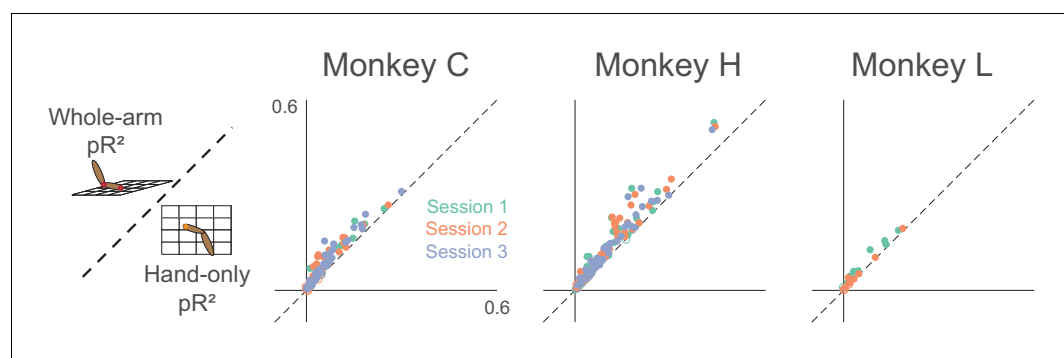 Monkey C
Monkey H
Monkey L
Whole-arm
pR²
Hand-only
pR²
0.6
0.6
Session 1
Session 2
Session 3